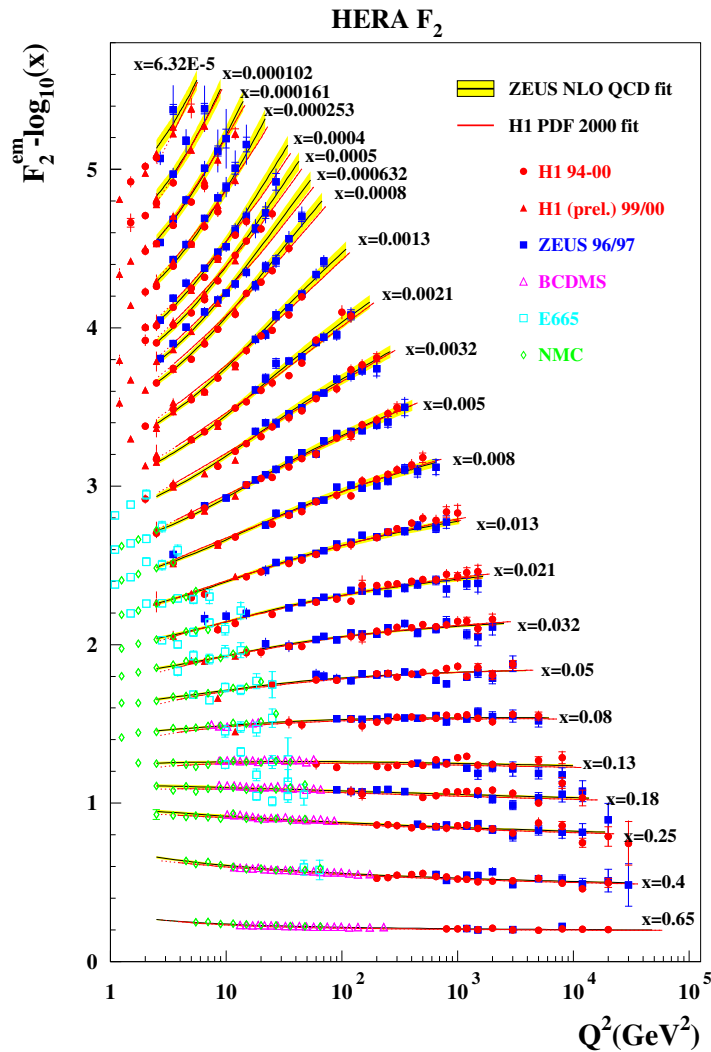 HERA F₂
F₂ᵉᵐ-log₁₀(x)
x=6.32E-5
x=0.000102
x=0.000161
x=0.000253
x=0.0004
x=0.0005
x=0.000632
x=0.0008
x=0.0013
x=0.0021
x=0.0032
x=0.005
x=0.008
x=0.013
x=0.021
x=0.032
x=0.05
x=0.08
x=0.13
x=0.18
x=0.25
x=0.4
x=0.65
ZEUS NLO QCD fit
H1 PDF 2000 fit
H1 94-00
H1 (prel.) 99/00
ZEUS 96/97
BCDMS
E665
NMC
5
4
3
2
1
0
1 10 10² 10³ 10⁴ 10⁵
Q²(GeV²)